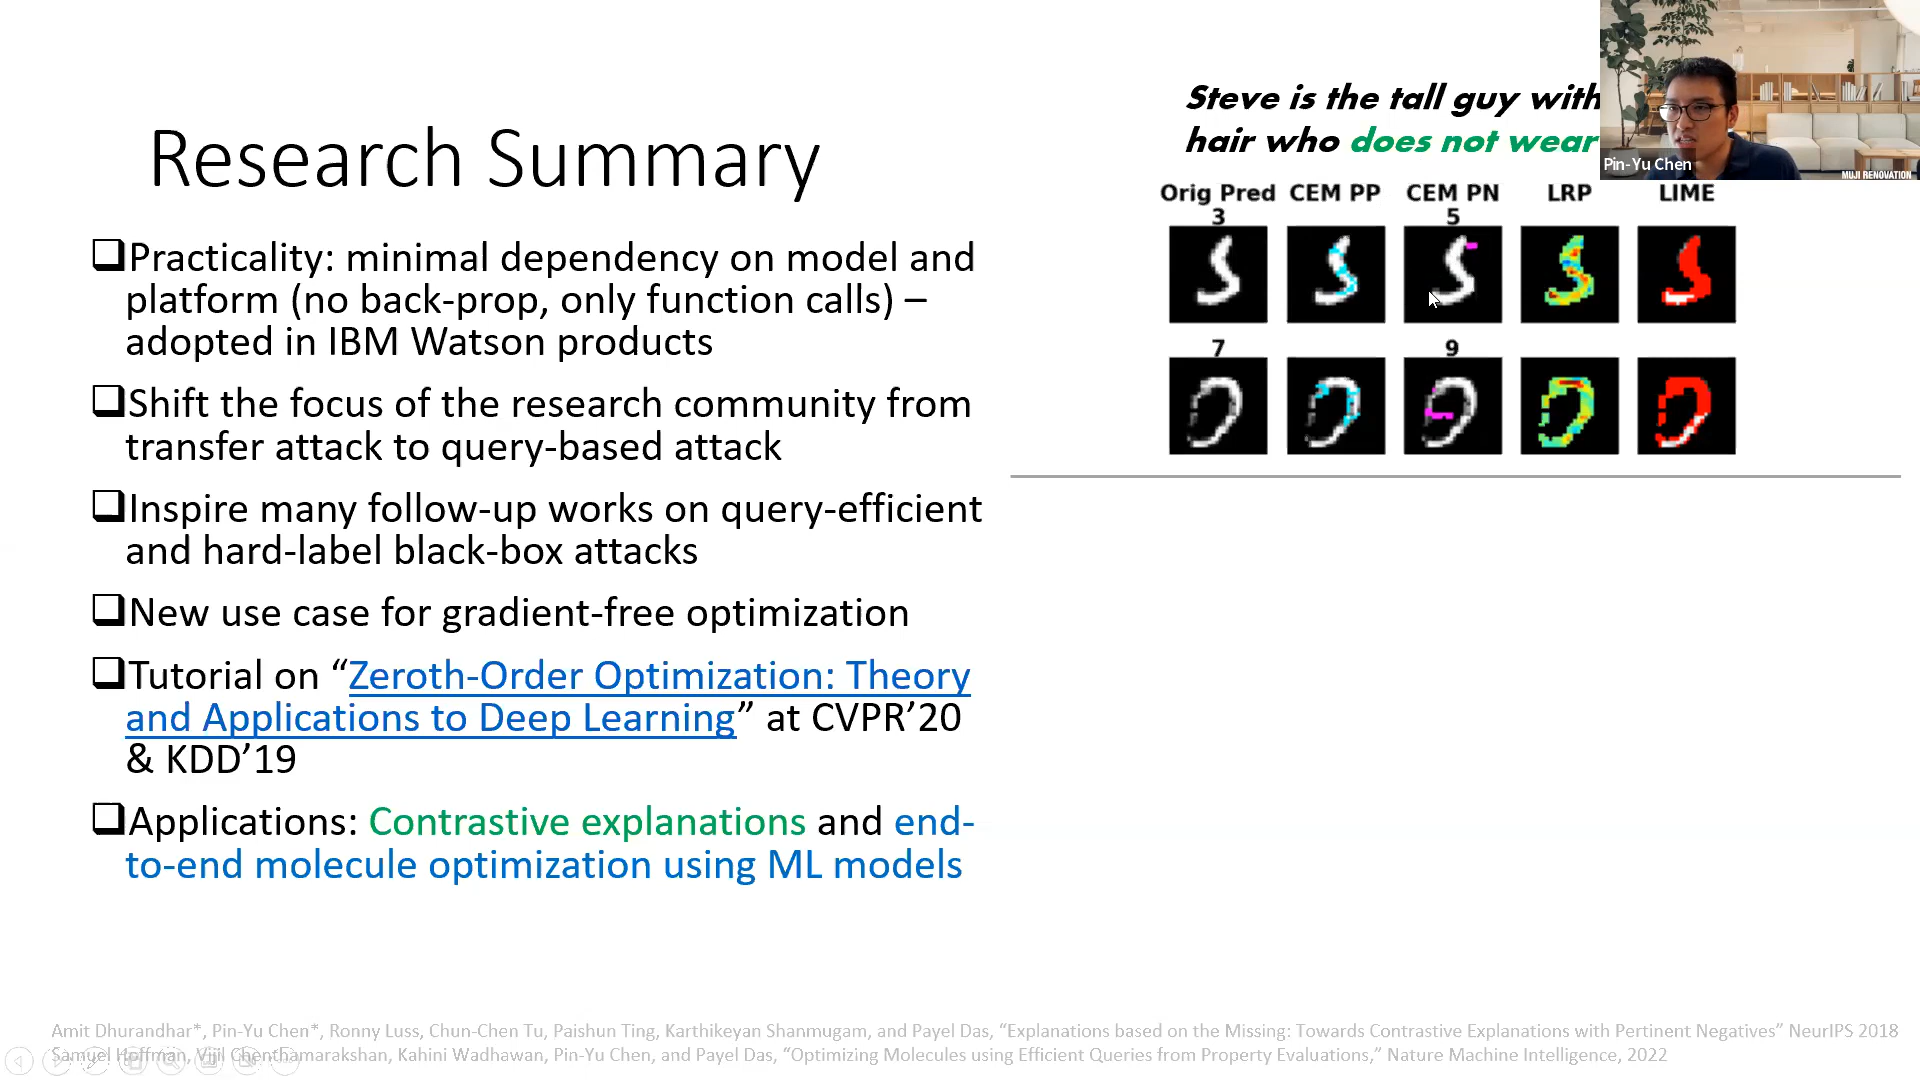 Research Summary
Practicality: minimal dependency on model and
platform (no back-prop, only function calls) –
adopted in IBM Watson products
Shift the focus of the research community from
transfer attack to query-based attack
Inspire many follow-up works on query-efficient
and hard-label black-box attacks
New use case for gradient-free optimization
Tutorial on “Zeroth-Order Optimization: Theory
and Applications to Deep Learning” at CVPR’20
& KDD’19
Applications: Contrastive explanations and end-
to-end molecule optimization using ML models
Steve is the tall guy with
hair who does not wear
Pin-Yu Chen
MUJI RENOVATION
Orig Pred CEM PP CEM PN LRP LIME
3 5
7 9
Amit Dhurandhar*, Pin-Yu Chen*, Ronny Luss, Chun-Chen Tu, Paishun Ting, Karthikeyan Shanmugam, and Payel Das, “Explanations based on the Missing: Towards Contrastive Explanations with Pertinent Negatives” NeurIPS 2018
Samuel Hoffman, Vijil Chenthamarakshan, Kahini Wadhawan, Pin-Yu Chen, and Payel Das, “Optimizing Molecules using Efficient Queries from Property Evaluations,” Nature Machine Intelligence, 2022